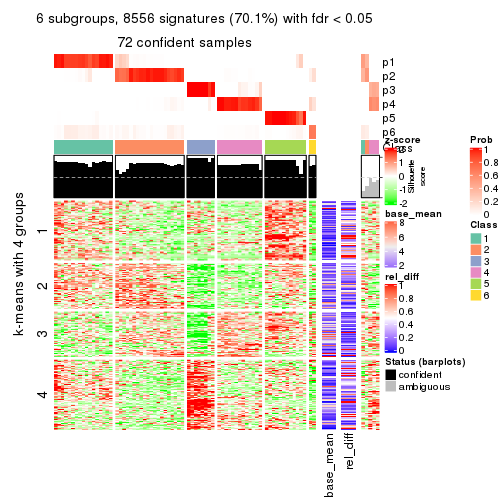 6 subgroups, 8556 signatures (70.1%) with fdr < 0.05
72 confident samples
p1
p2
p3
p4
p5
p6
Class
Silhouette
score
k-means with 4 groups
1
2
3
4
base_mean
rel_diff
z-score
2
1
0
-1
-2
base_mean
8
6
4
2
rel_diff
1
0.8
0.6
0.4
0.2
0
Status (barplots)
confident
ambiguous
Prob
1
0.8
0.6
0.4
0.2
0
Class
1
2
3
4
5
6